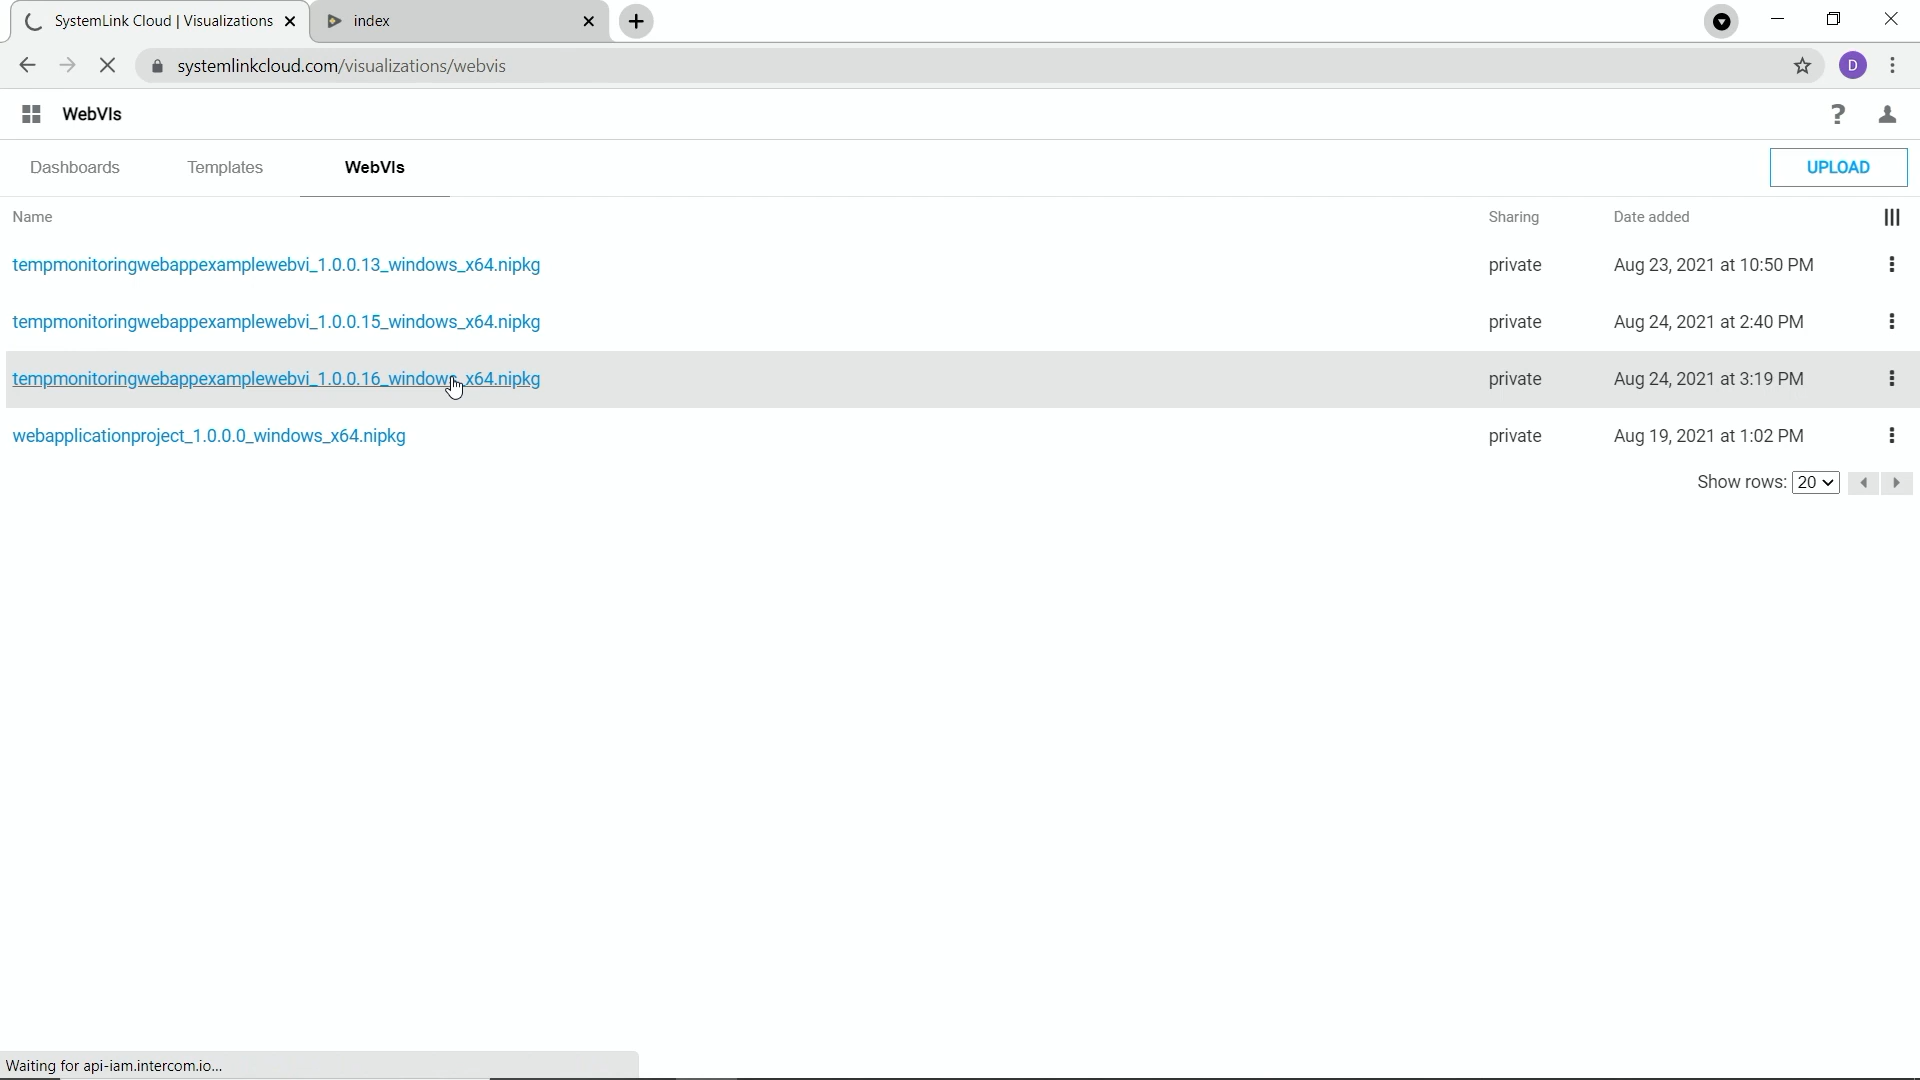 SystemLink Cloud | Visualizations
index
systemlinkcloud.com/visualizations/webvis
D
WebVIs
?
Dashboards
Templates
WebVIs
UPLOAD
Name
Sharing
Date added
tempmonitoringwebappexamplewebvi_1.0.0.13_windows_x64.nipkg
private
Aug 23, 2021 at 10:50 PM
tempmonitoringwebappexamplewebvi_1.0.0.15_windows_x64.nipkg
private
Aug 24, 2021 at 2:40 PM
tempmonitoringwebappexamplewebvi_1.0.0.16_windows_x64.nipkg
private
Aug 24, 2021 at 3:19 PM
webapplicationproject_1.0.0.0_windows_x64.nipkg
private
Aug 19, 2021 at 1:02 PM
Show rows: 20
Waiting for api-iam.intercom.io...